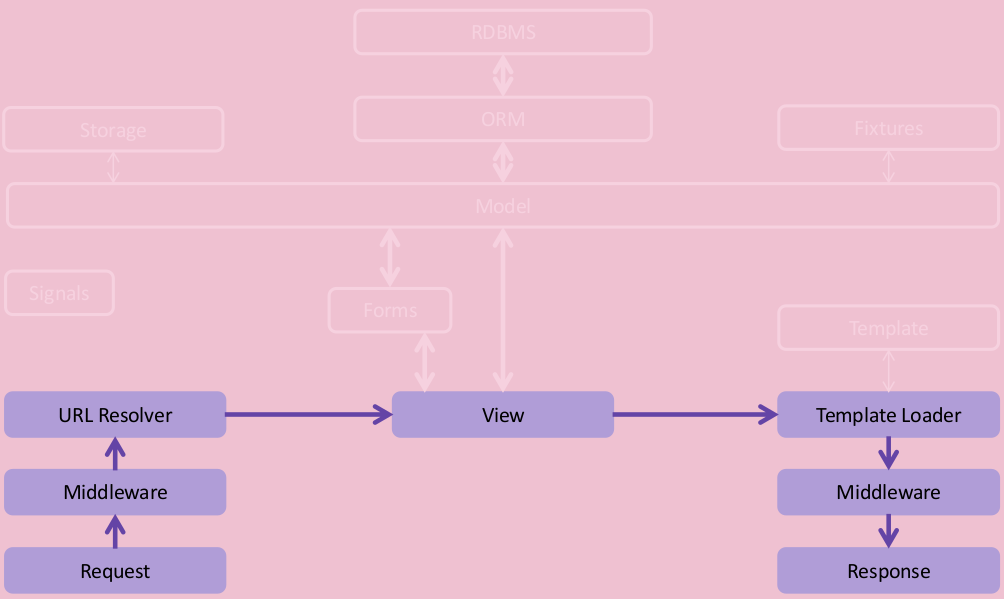 RDBMS
ORM
Storage
Fixtures
Model
Signals
Forms
Template
URL Resolver
View
Template Loader
Middleware
Middleware
Request
Response